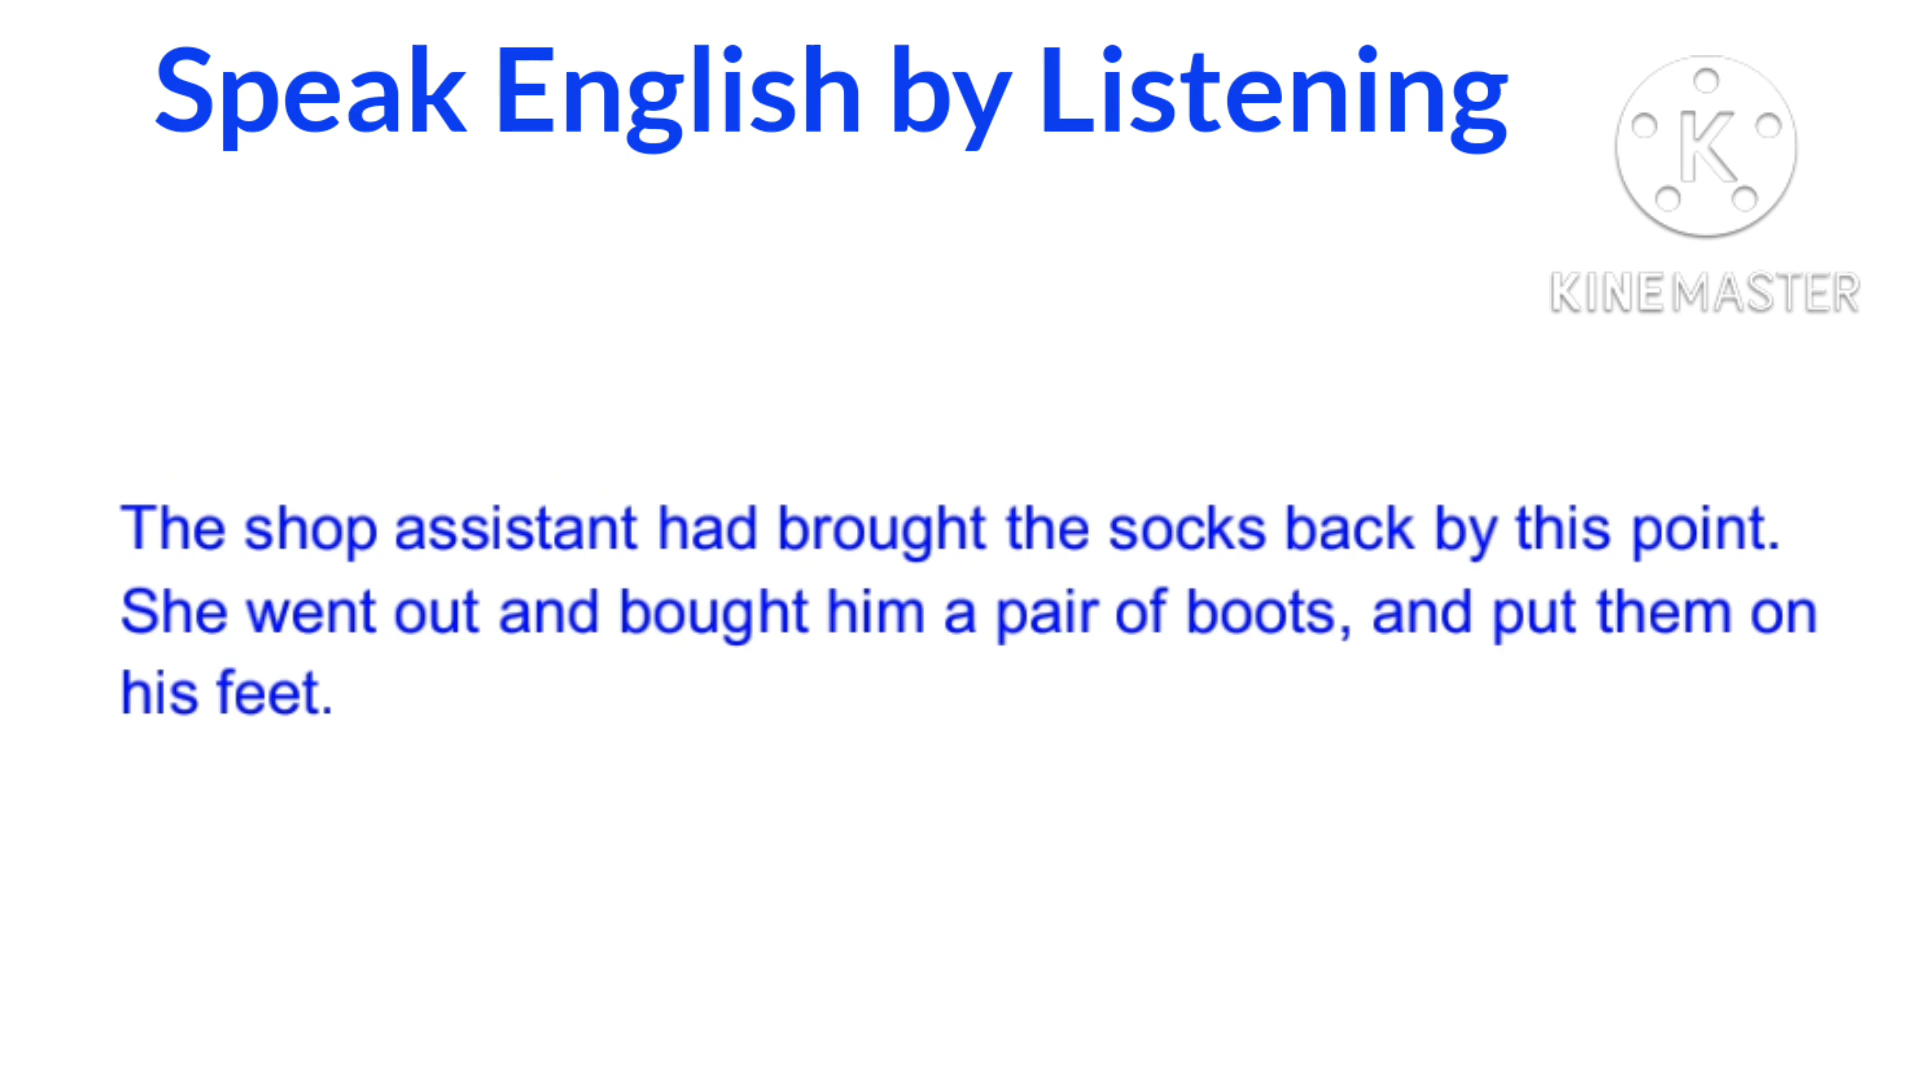 Speak English by Listening
K
KINEMASTER
The shop assistant had brought the socks back by this point.
She went out and bought him a pair of boots, and put them on
his feet.